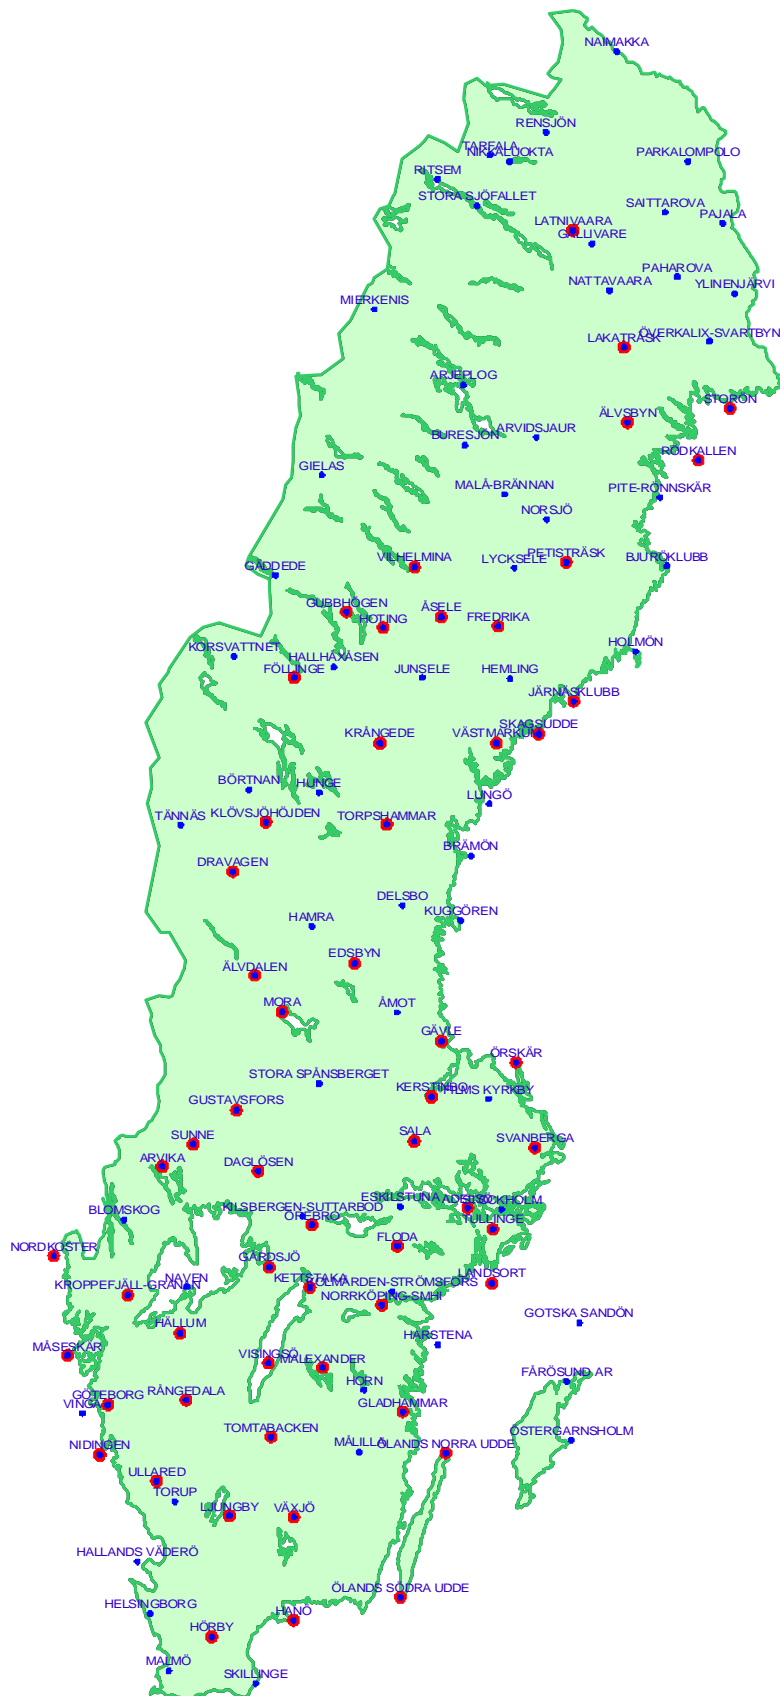 NAIMAKKA
RENSJÖN
TARFALA
NIKKALUOKTA
PARKALOMPOLO
RITSEM
STORA SJÖFALLET
SAITTAROVA
PAJALA
LATNIVAARA
GÄLLIVARE
PAHAROVA
NATTAVAARA
YLINENJÄRVI
MIERKENIS
ÖVERKALIX-SVARTBYN
LAKATRÄSK
ARJEPLOG
STORÖN
ÄLVSBYN
ARVIDSJAUR
BURESJÖN
RÖDKALLEN
GIELAS
MALÅ-BRÄNNAN
PITE-RÖNNSKÄR
NORSJÖ
VILHELMINA
LYCKSELE
PETISTRÄSK
BJURÖKLUBB
GÄDDEDE
GUBBHÖGEN
HOTING
ÅSELE
FREDRIKA
HOLMÖN
KORSVATTNET
HALLHÅXÅSEN
FÖLLINGE
JUNSELE
HEMLING
JÄRNÄSKLUBB
SKAGSUDDE
KRÅNGEDE
VÄSTMARKUM
BÖRTNAN
HUNGE
LUNGÖ
TÄNNÄS
KLÖVSJÖHÖJDEN
TORPSHAMMAR
BRÄMÖN
DRAVAGEN
DELSBO
KUGGÖREN
HAMRA
EDSBYN
ÄLVDALEN
MORA
ÅMOT
GÄVLE
ÖRSKÄR
STORA SPÅNSBERGET
KERSTINBO
FILMS KYRKBY
GUSTAVSFORS
SUNNE
SALA
SVANBERGA
ARVIKA
DAGLÖSEN
ESKILSTUNA
ADELSÖ
STOCKHOLM
KILSBERGEN-SUTTARBOD
ÖREBRO
BLOMSKOG
TULLINGE
FLODA
NORDKOSTER
GÅRDSJÖ
KETTSTAKA
KOLMÅRDEN-STRÖMSFORS
LANDSORT
NAVEN
KROPPEFJÄLL-GRANAN
NORRKÖPING-SMHI
GOTSKA SANDÖN
HÄLLUM
HARSTENA
MÅSESKÄR
VISINGSÖ
MALEXANDER
FÅRÖSUND AR
HORN
GÖTEBORG
RÅNGEDALA
VINGA
GLADHAMMAR
TOMTABACKEN
ÖSTERGARNSHOLM
MÅLILLA
ÖLANDS NORRA UDDE
NIDINGEN
ULLARED
TORUP
LJUNGBY
VÄXJÖ
HALLANDS VÄDERÖ
ÖLANDS SÖDRA UDDE
HELSINGBORG
HANÖ
HÖRBY
MALMÖ
SKILLINGE